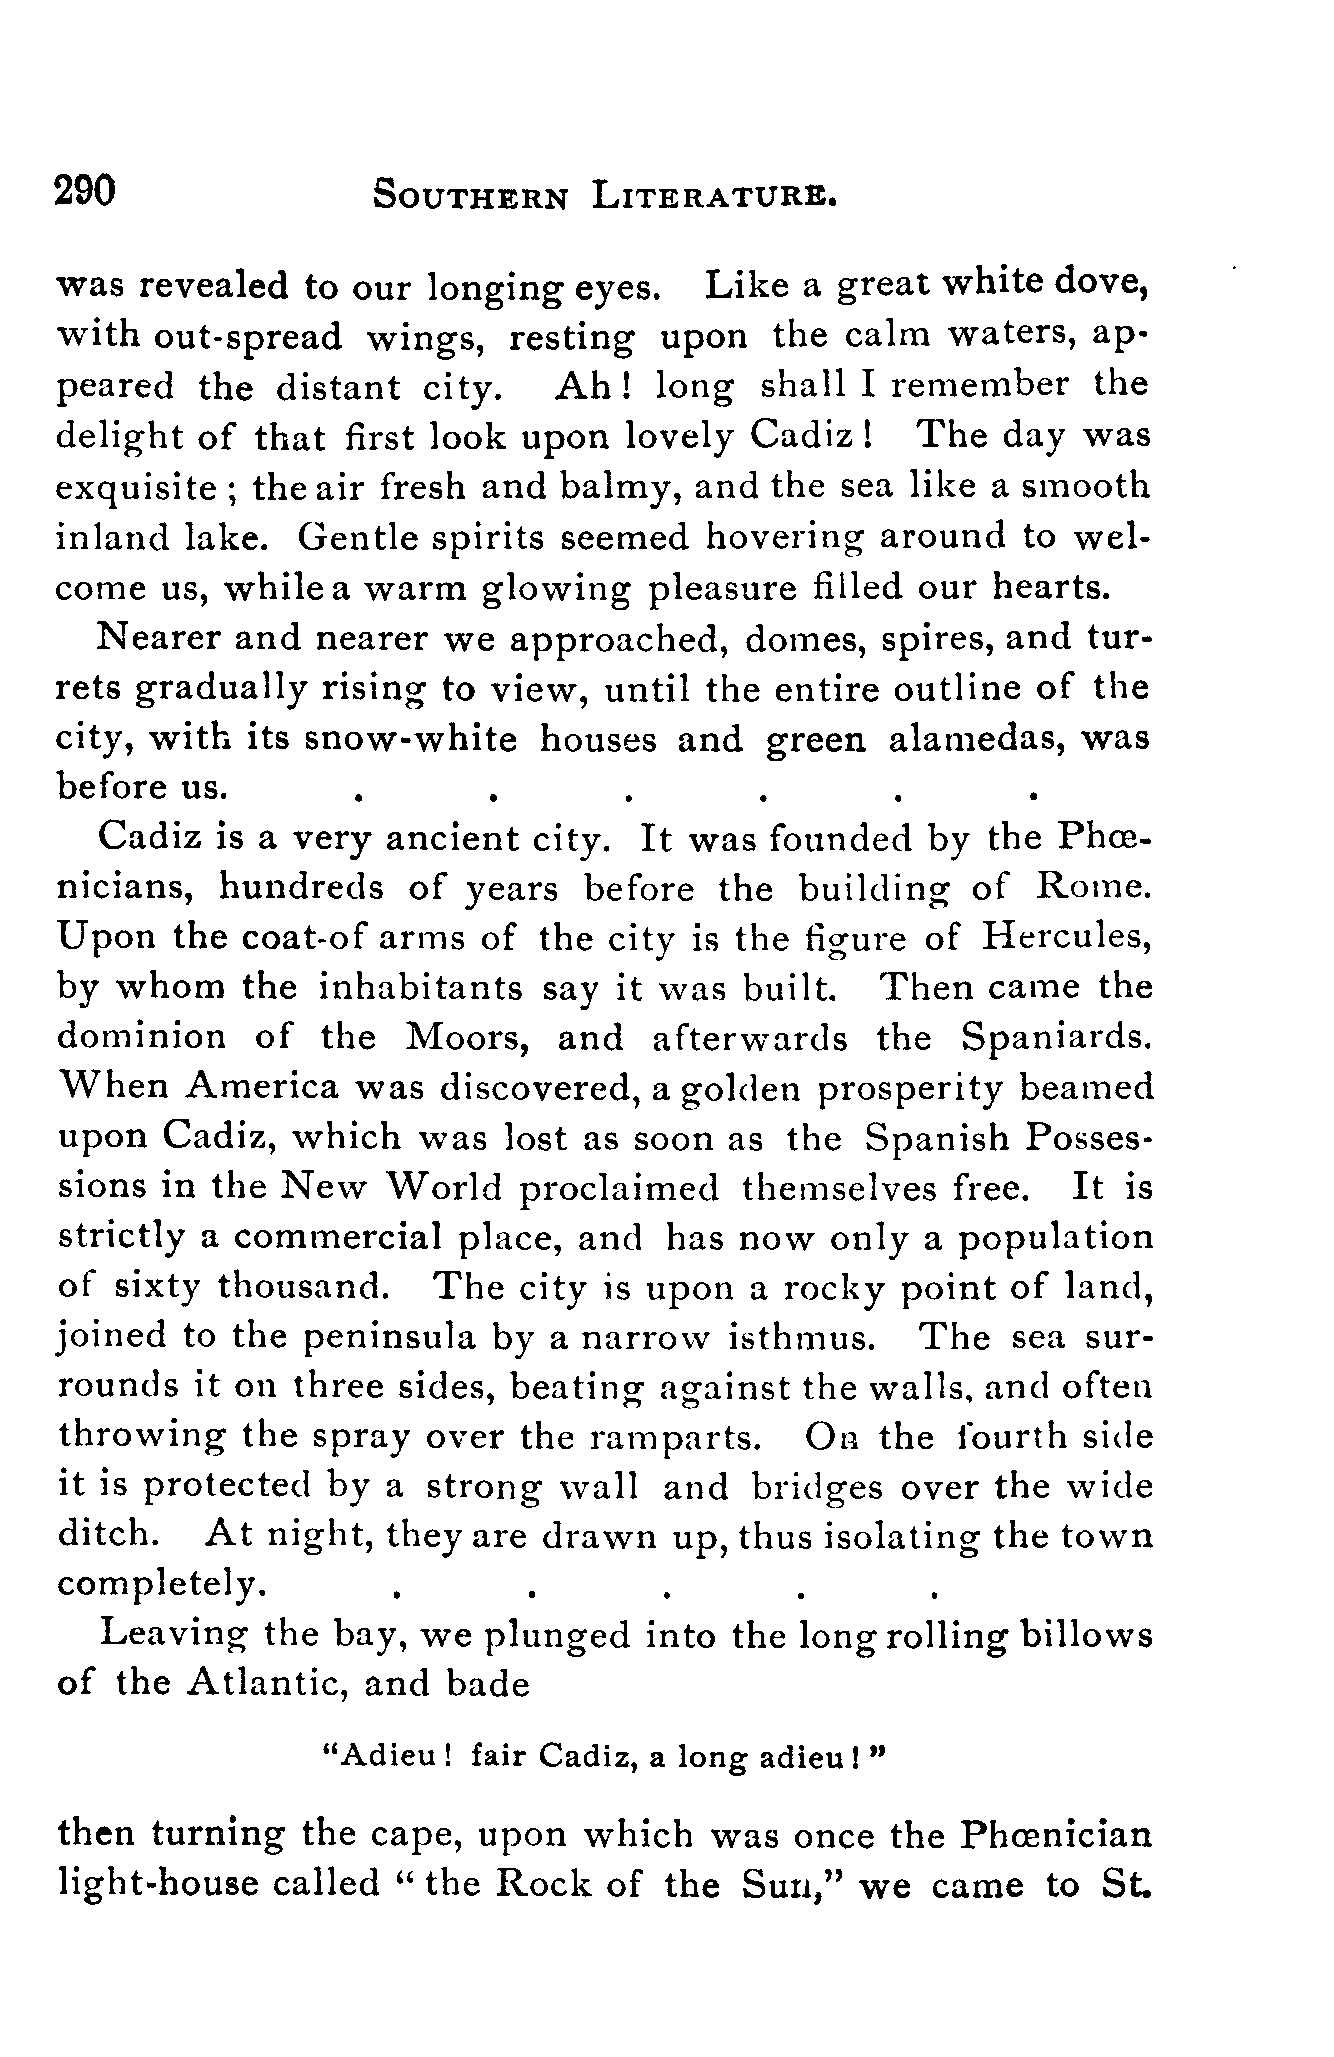 290 SOUTHERN LITERATURE.
was revealed to our longing eyes. Like a great white dove,
with out-spread wings, resting upon the calm waters, ap-
peared the distant city. Ah! long shall I remember the
delight of that first look upon lovely Cadiz! The day was
exquisite; the air fresh and balmy, and the sea like a smooth
inland lake. Gentle spirits seemed hovering around to wel-
come us, while a warm glowing pleasure filled our hearts.
Nearer and nearer we approached, domes, spires, and tur-
rets gradually rising to view, until the entire outline of the
city, with its snow-white houses and green alamedas, was
before us. . . . . . .
Cadiz is a very ancient city. It was founded by the Phœ-
nicians, hundreds of years before the building of Rome.
Upon the coat-of arms of the city is the figure of Hercules,
by whom the inhabitants say it was built. Then came the
dominion of the Moors, and afterwards the Spaniards.
When America was discovered, a golden prosperity beamed
upon Cadiz, which was lost as soon as the Spanish Posses-
sions in the New World proclaimed themselves free. It is
strictly a commercial place, and has now only a population
of sixty thousand. The city is upon a rocky point of land,
joined to the peninsula by a narrow isthmus. The sea sur-
rounds it on three sides, beating against the walls, and often
throwing the spray over the ramparts. On the fourth side
it is protected by a strong wall and bridges over the wide
ditch. At night, they are drawn up, thus isolating the town
completely. . . . . .
Leaving the bay, we plunged into the long rolling billows
of the Atlantic, and bade
"Adieu! fair Cadiz, a long adieu!"
then turning the cape, upon which was once the Phœnician
light-house called "the Rock of the Sun," we came to St.